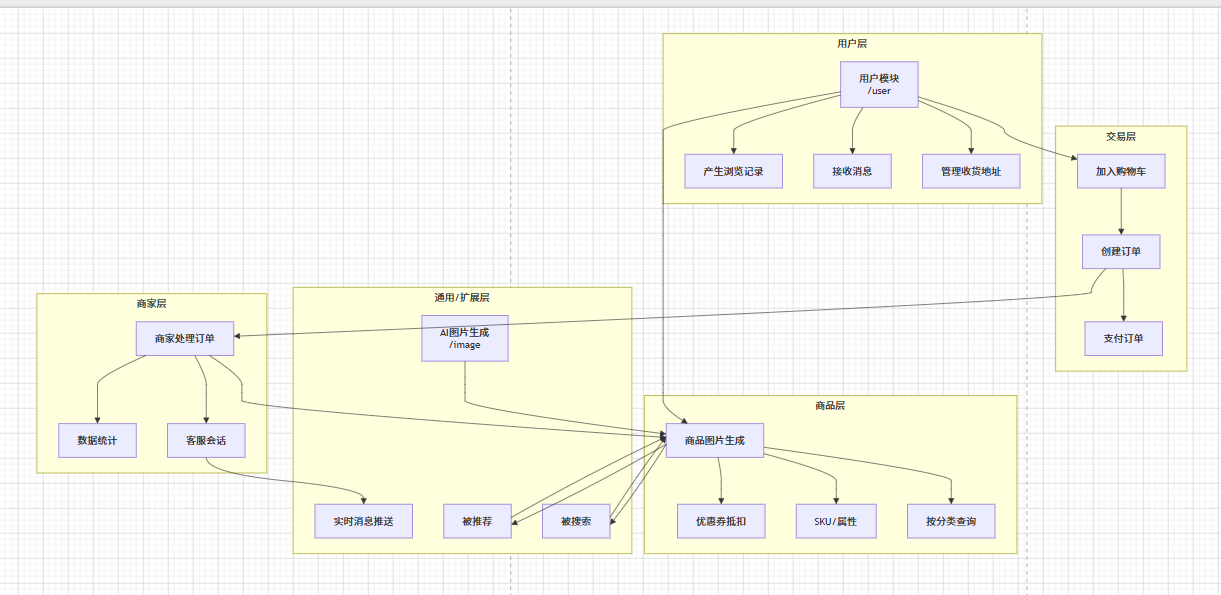 用户层
用户模块
/user
产生浏览记录
接收消息
管理收货地址
交易层
加入购物车
创建订单
支付订单
商家层
商家处理订单
数据统计
客服会话
通用/扩展层
AI图片生成
/image
实时消息推送
被推荐
被搜索
商品层
商品图片生成
优惠券抵扣
SKU/属性
按分类查询